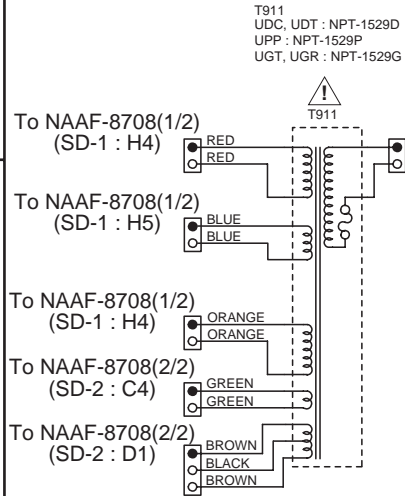 T911
UDC, UDT : NPT-1529D
UPP : NPT-1529P
UGT, UGR : NPT-1529G
T911
To NAAF-8708(1/2)
(SD-1 : H4)
RED
RED
To NAAF-8708(1/2)
(SD-1 : H5)
BLUE
BLUE
To NAAF-8708(1/2)
(SD-1 : H4)
ORANGE
ORANGE
To NAAF-8708(2/2)
(SD-2 : C4)
GREEN
GREEN
To NAAF-8708(2/2)
(SD-2 : D1)
BROWN
BLACK
BROWN